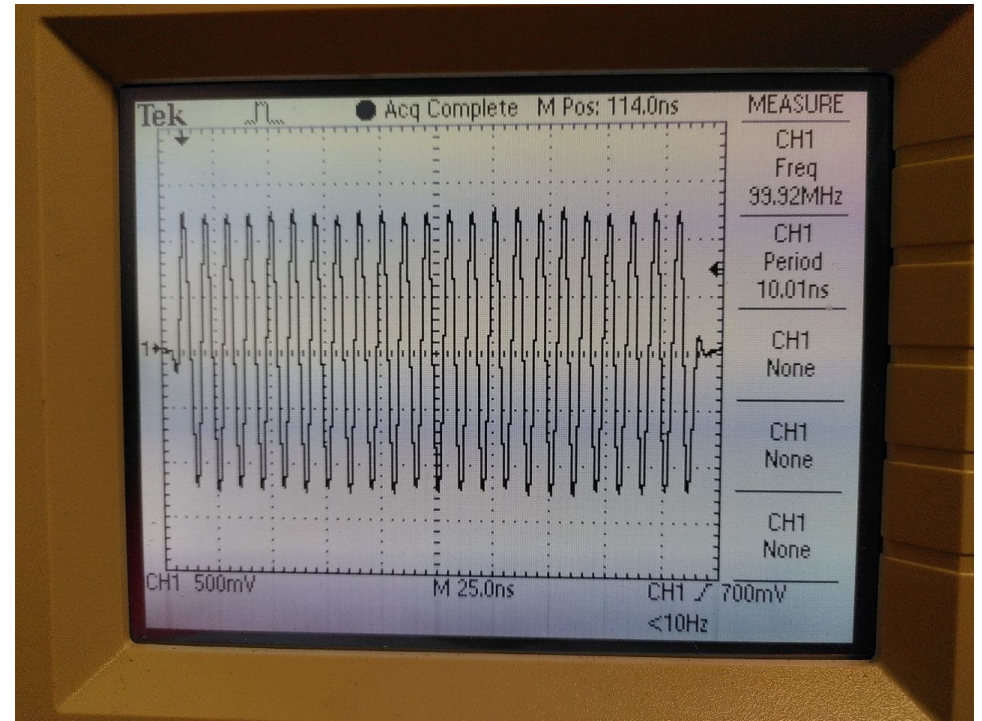 Tek Acq Complete M Pos: 114.0ns MEASURE
CH1
Freq
99.92MHz
CH1
Period
10.01ns
CH1
None
CH1
None
CH1
None
1
CH1 500mV M 25.0ns CH1 700mV
<10Hz